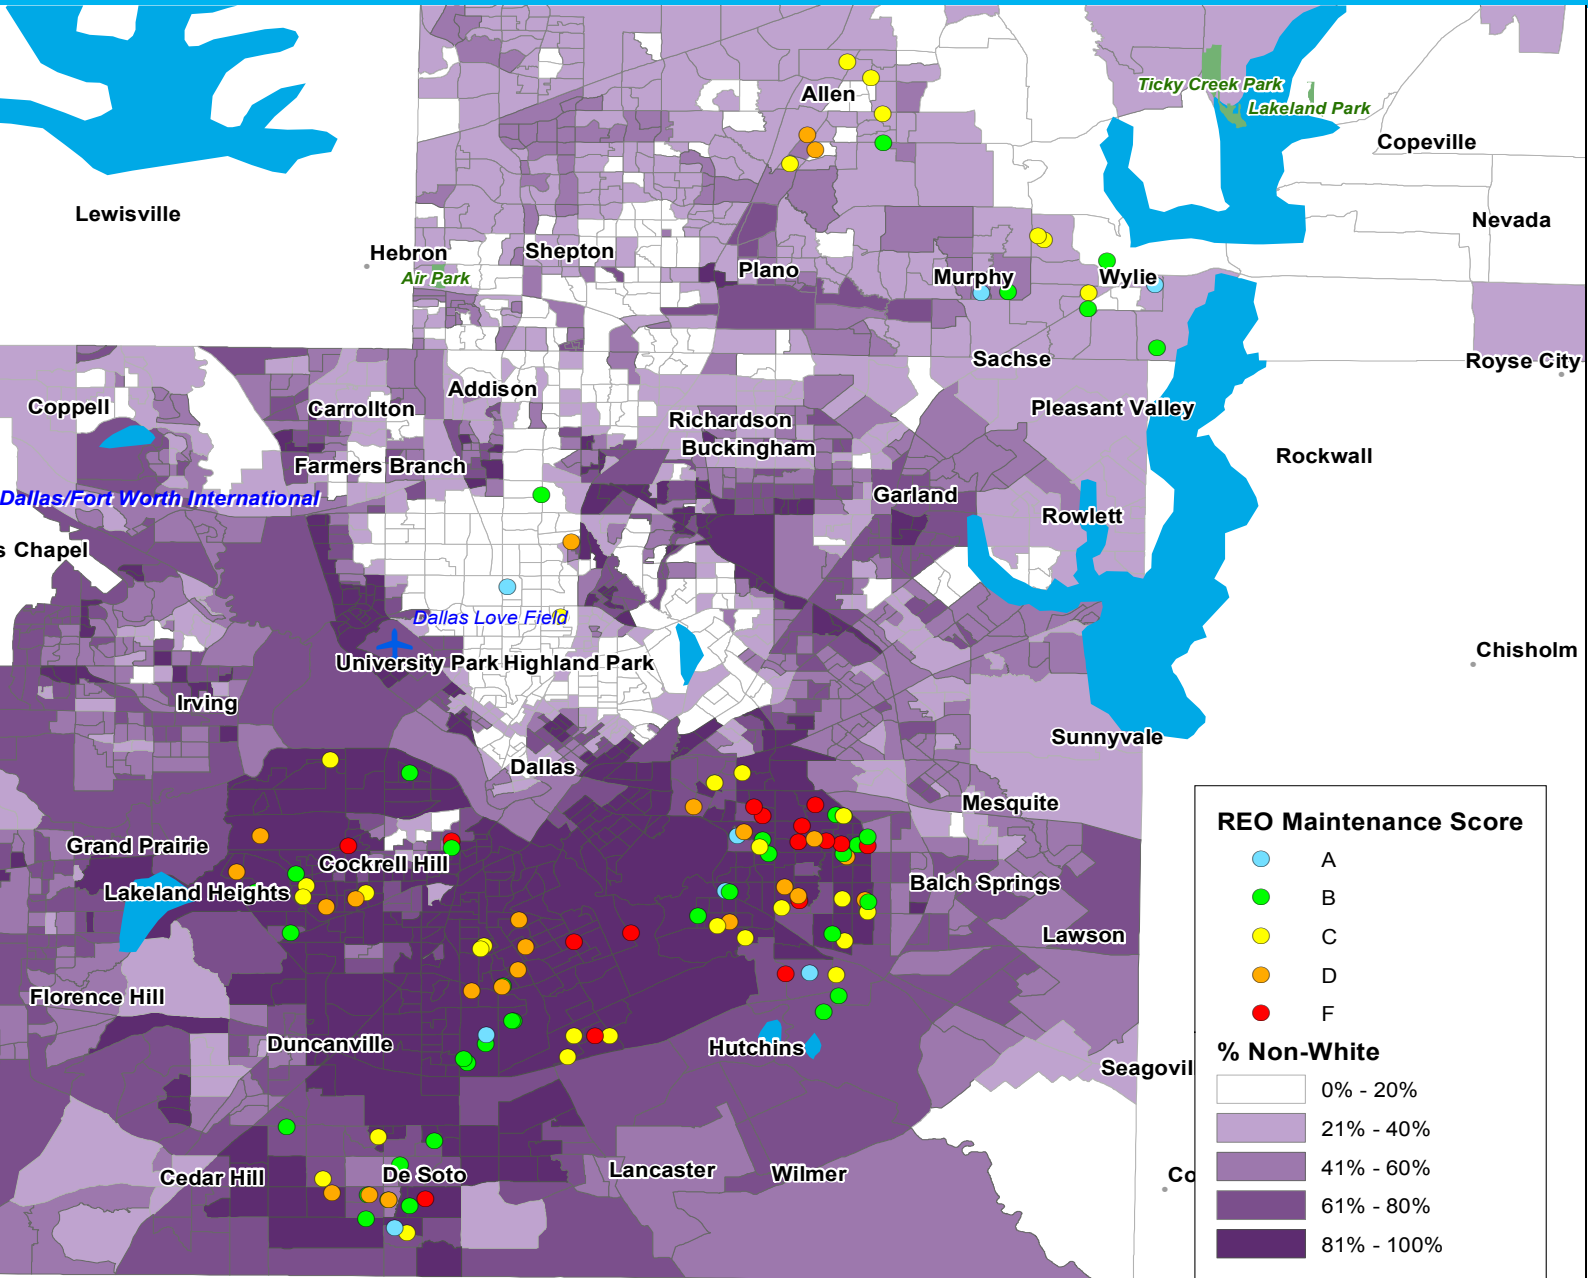 Ticky Creek Park
Allen
Lakeland Park
Copeville
Lewisville
Nevada
Hebron
Shepton
Air Park
Plano
Murphy
Wylie
Sachse
Royse City
Addison
Coppell
Carrollton
Pleasant Valley
Richardson
Buckingham
Rockwall
Farmers Branch
Dallas/Fort Worth International
Garland
Rowlett
s Chapel
Dallas Love Field
University Park
Highland Park
Chisholm
Irving
Sunnyvale
Dallas
Mesquite
Grand Prairie
Cockrell Hill
Lakeland Heights
Balch Springs
Lawson
Florence Hill
Duncanville
Hutchins
Seagovil
Cedar Hill
De Soto
Lancaster
Wilmer
Co
REO Maintenance Score
A
B
C
D
F
% Non-White
0% - 20%
21% - 40%
41% - 60%
61% - 80%
81% - 100%